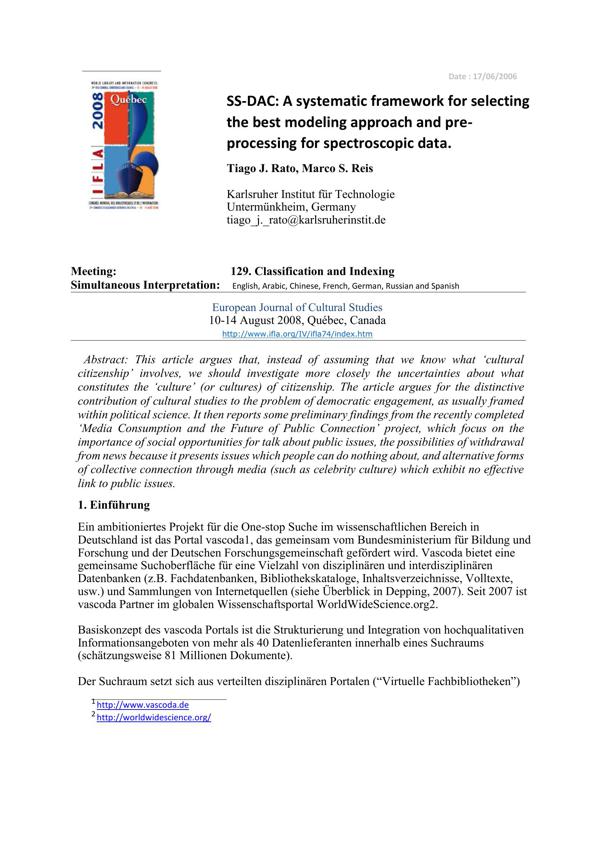 WORLD LIBRARY AND INFORMATION CONGRESS:
Québec
IFLA 2008
Date : 17/06/2006
SS-DAC: A systematic framework for selecting
the best modeling approach and pre-
processing for spectroscopic data.
Tiago J. Rato, Marco S. Reis
Karlsruher Institut für Technologie
Untermünkheim, Germany
tiago_j._rato@karlsruherinstit.de
Meeting: 129. Classification and Indexing
Simultaneous Interpretation: English, Arabic, Chinese, French, German, Russian and Spanish
European Journal of Cultural Studies
10-14 August 2008, Québec, Canada
http://www.ifla.org/IV/ifla74/index.htm
Abstract: This article argues that, instead of assuming that we know what ‘cultural
citizenship’ involves, we should investigate more closely the uncertainties about what
constitutes the ‘culture’ (or cultures) of citizenship. The article argues for the distinctive
contribution of cultural studies to the problem of democratic engagement, as usually framed
within political science. It then reports some preliminary findings from the recently completed
‘Media Consumption and the Future of Public Connection’ project, which focus on the
importance of social opportunities for talk about public issues, the possibilities of withdrawal
from news because it presents issues which people can do nothing about, and alternative forms
of collective connection through media (such as celebrity culture) which exhibit no effective
link to public issues.
1. Einführung
Ein ambitioniertes Projekt für die One-stop Suche im wissenschaftlichen Bereich in
Deutschland ist das Portal vascoda1, das gemeinsam vom Bundesministerium für Bildung und
Forschung und der Deutschen Forschungsgemeinschaft gefördert wird. Vascoda bietet eine
gemeinsame Suchoberfläche für eine Vielzahl von disziplinären und interdisziplinären
Datenbanken (z.B. Fachdatenbanken, Bibliothekskataloge, Inhaltsverzeichnisse, Volltexte,
usw.) und Sammlungen von Internetquellen (siehe Überblick in Depping, 2007). Seit 2007 ist
vascoda Partner im globalen Wissenschaftsportal WorldWideScience.org2.
Basiskonzept des vascoda Portals ist die Strukturierung und Integration von hochqualitativen
Informationsangeboten von mehr als 40 Datenlieferanten innerhalb eines Suchraums
(schätzungsweise 81 Millionen Dokumente).
Der Suchraum setzt sich aus verteilten disziplinären Portalen (“Virtuelle Fachbibliotheken”)
1 http://www.vascoda.de
2 http://worldwidescience.org/